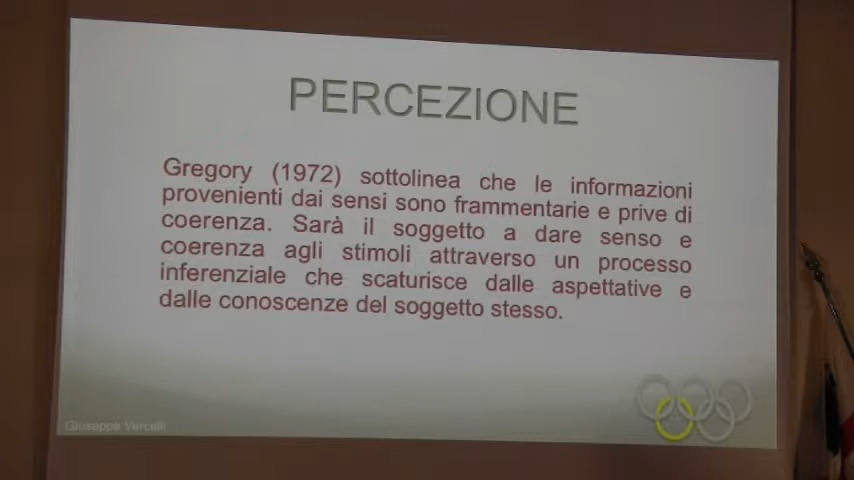 PERCEZIONE
Gregory (1972) sottolinea che le informazioni
provenienti dai sensi sono frammentarie e prive di
coerenza. Sarà il soggetto a dare senso e
coerenza agli stimoli attraverso un processo
inferenziale che scaturisce dalle aspettative e
dalle conoscenze del soggetto stesso.
Giuseppe Vercelli